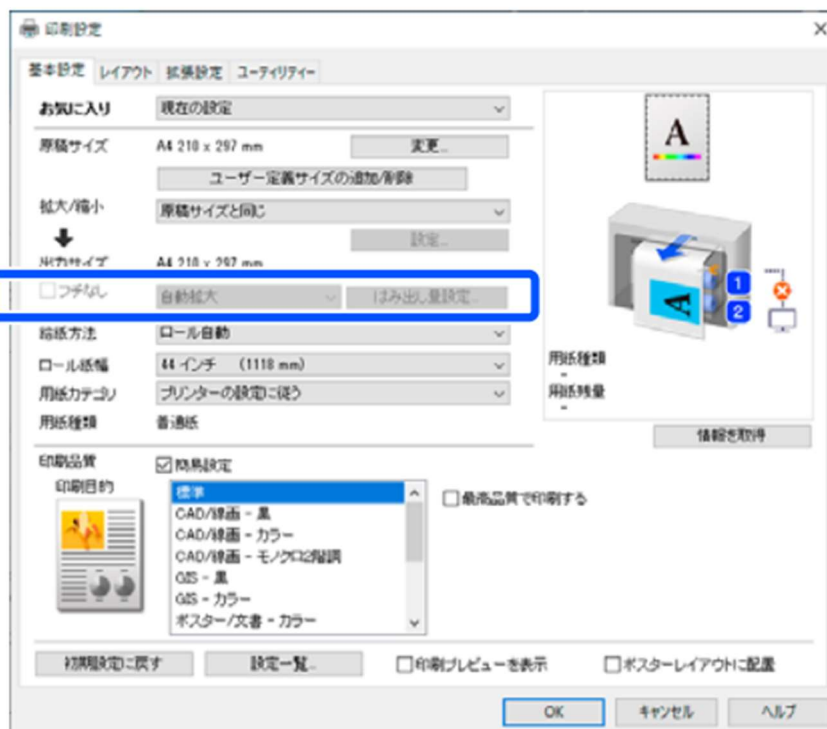 印刷設定
基本設定 レイアウト 拡張設定 ユーティリティー
お気に入り 現在の設定
原稿サイズ A4 210 x 297 mm 変更...
ユーザー定義サイズの追加/削除
拡大/縮小 原稿サイズと同じ
設定...
出力サイズ A4 210 x 297 mm
フチなし 自動拡大 はみ出し量設定...
給紙方法 ロール自動
ロール紙幅 44 インチ (1118 mm)
用紙カテゴリ プリンターの設定に従う
用紙種類 普通紙
A
A
1
2
用紙種類
-
用紙残量
-
情報を取得
印刷品質 簡易設定
印刷目的
標準
CAD/線画 - 黒
CAD/線画 - カラー
CAD/線画 - モノクロ2階調
GIS - 黒
GIS - カラー
ポスター/文書 - カラー
最高品質で印刷する
初期設定に戻す 設定一覧... 印刷プレビューを表示 ポスターレイアウトに配置
OK キャンセル ヘルプ